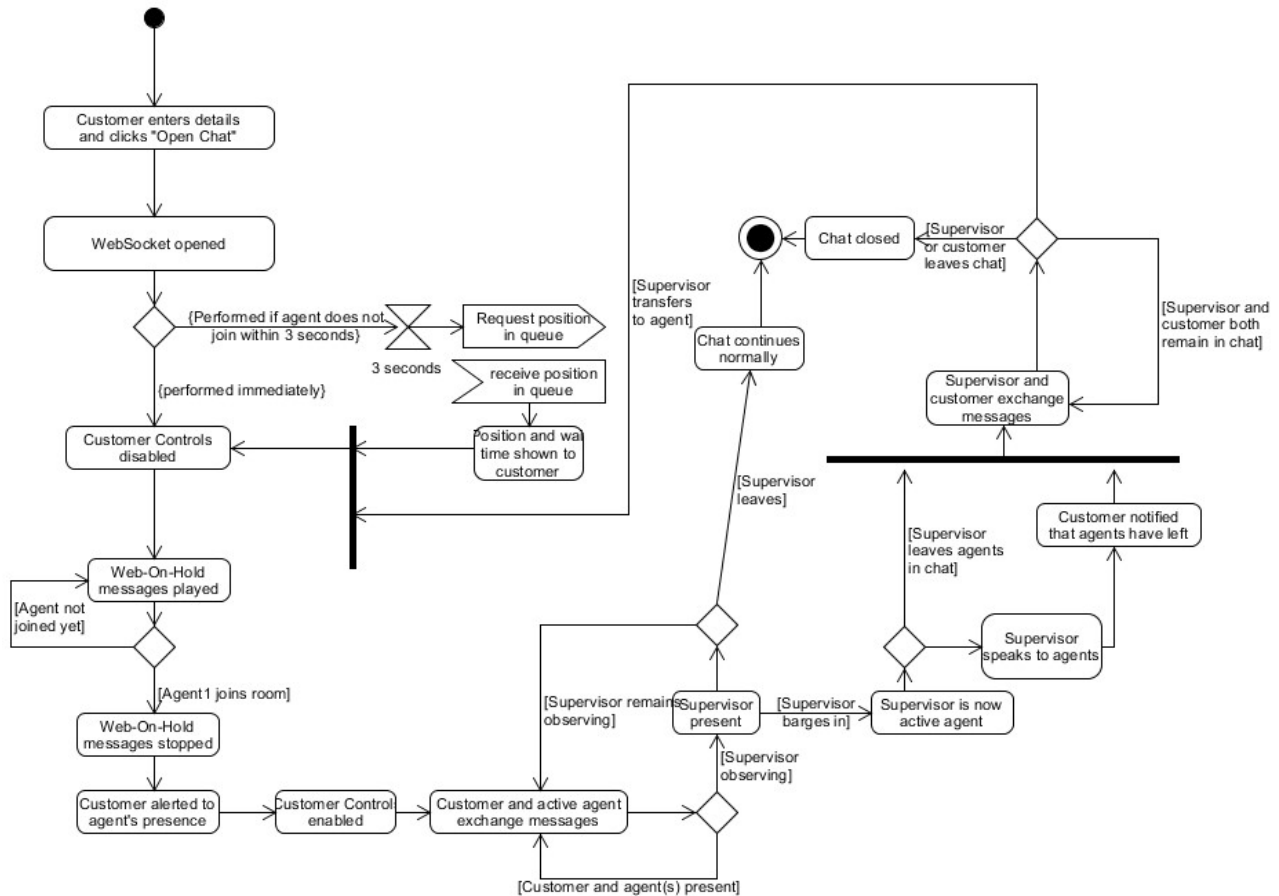 Customer enters details
and clicks "Open Chat"
WebSocket opened
{Performed if agent does not
join within 3 seconds}
3 seconds
Request position
in queue
receive position
in queue
{performed immediately}
Customer Controls
disabled
Position and wai
time shown to
customer
Web-On-Hold
messages played
[Agent not
joined yet]
[Agent1 joins room]
Web-On-Hold
messages stopped
Customer alerted to
agent's presence
Customer Controls
enabled
Customer and active agent
exchange messages
[Customer and agent(s) present]
[Supervisor
observing]
[Supervisor remains
observing]
Supervisor
present
[Supervisor
barges in]
Supervisor is now
active agent
[Supervisor
leaves]
Chat continues
normally
[Supervisor
leaves agents
in chat]
Supervisor
speaks to agents
Customer notified
that agents have left
Supervisor and
customer exchange
messages
[Supervisor and
customer both
remain in chat]
[Supervisor
or customer
leaves chat]
Chat closed
[Supervisor
transfers
to agent]